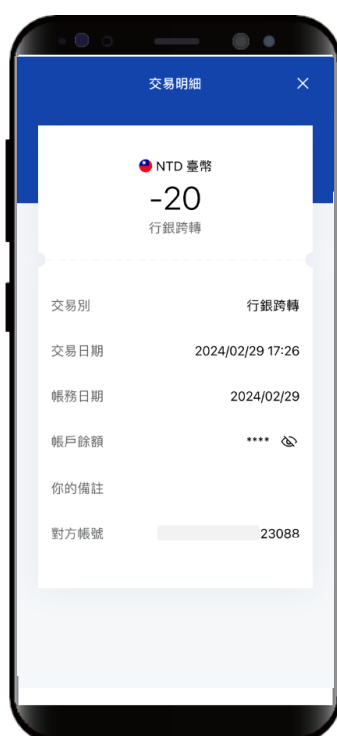 交易明細
NTD 臺幣
-20
行銀跨轉
交易別 行銀跨轉
交易日期 2024/02/29 17:26
帳務日期 2024/02/29
帳戶餘額 ****
你的備註
對方帳號 23088